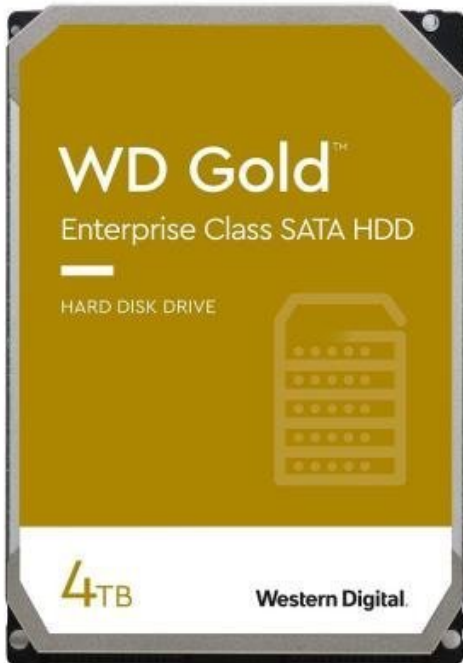 WD Gold™
Enterprise Class SATA HDD
HARD DISK DRIVE
4TB
Western Digital.